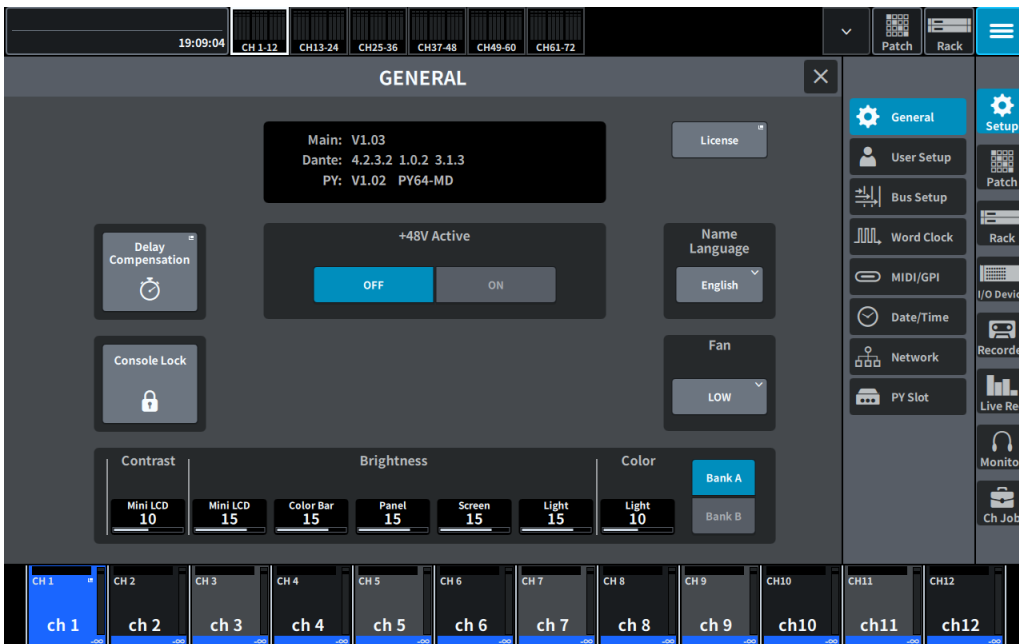 19:09:04
CH 1-12
CH13-24
CH25-36
CH37-48
CH49-60
CH61-72
Patch
Rack
GENERAL
Main: V1.03
Dante: 4.2.3.2 1.0.2 3.1.3
PY: V1.02 PY64-MD
License
Delay
Compensation
+48V Active
OFF
ON
Name
Language
English
Console Lock
Fan
LOW
Contrast
Brightness
Color
Mini LCD
10
Mini LCD
15
Color Bar
15
Panel
15
Screen
15
Light
15
Light
10
Bank A
Bank B
General
User Setup
Bus Setup
Word Clock
MIDI/GPI
Date/Time
Network
PY Slot
Setup
Patch
Rack
I/O Devic
Recorde
Live Re
Monito
Ch Job
CH 1
ch 1
-∞
CH 2
ch 2
-∞
CH 3
ch 3
-∞
CH 4
ch 4
-∞
CH 5
ch 5
-∞
CH 6
ch 6
-∞
CH 7
ch 7
-∞
CH 8
ch 8
-∞
CH 9
ch 9
-∞
CH10
ch10
-∞
CH11
ch11
-∞
CH12
ch12
-∞